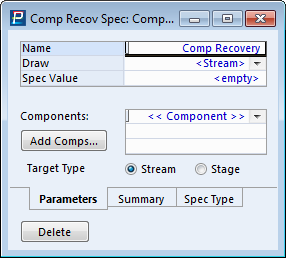 Comp Recov Spec: Comp...
Name Comp Recovery
Draw <Stream>
Spec Value <empty>
Components: << Component >>
Add Comps...
Target Type Stream Stage
Parameters Summary Spec Type
Delete